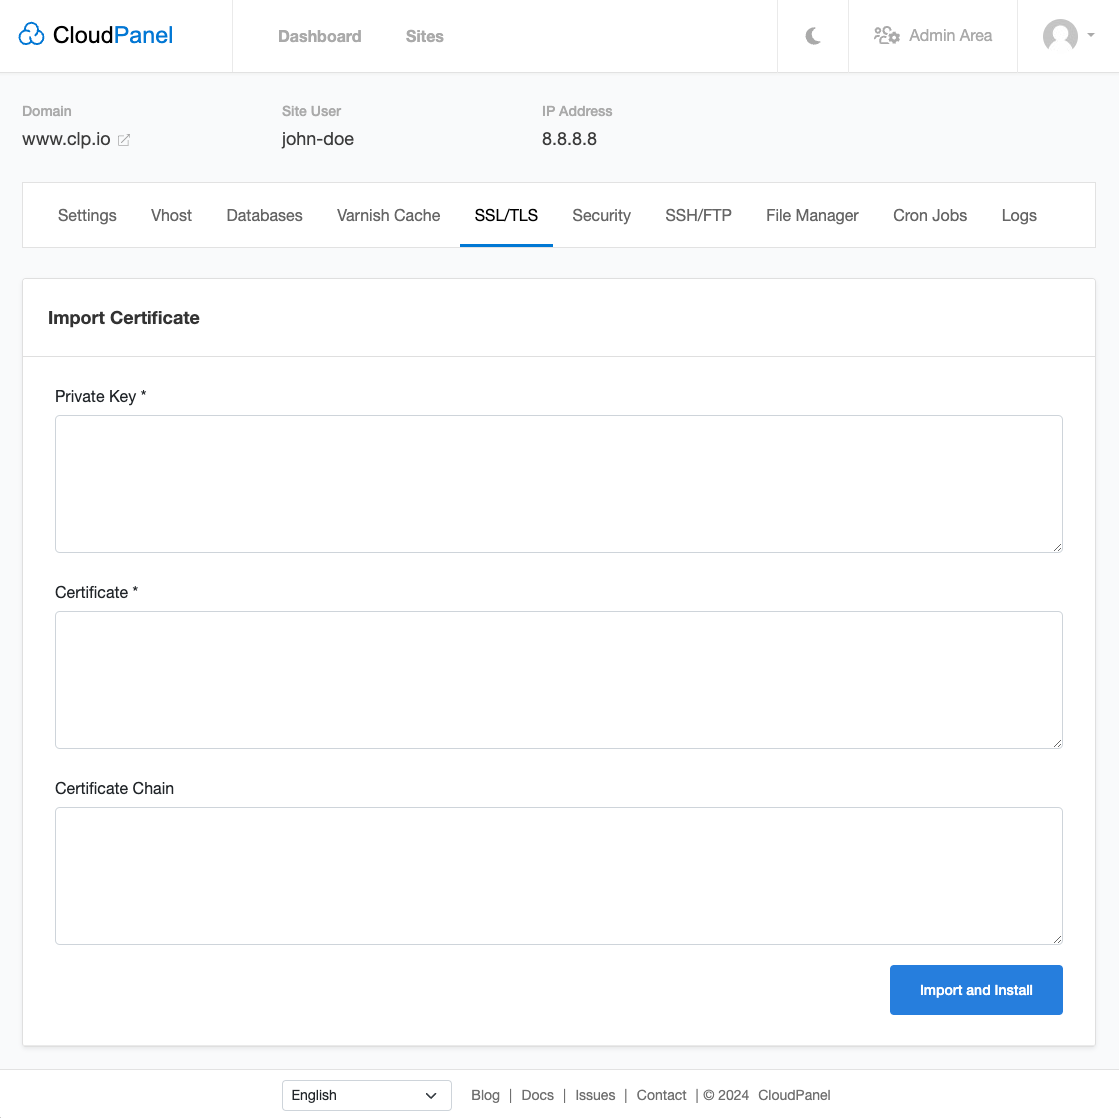 CloudPanel
Dashboard Sites Admin Area
Domain Site User IP Address
www.clp.io john-doe 8.8.8.8
Settings Vhost Databases Varnish Cache SSL/TLS Security SSH/FTP File Manager Cron Jobs Logs
Import Certificate
Private Key *
Certificate *
Certificate Chain
Import and Install
English Blog | Docs | Issues | Contact | © 2024 CloudPanel